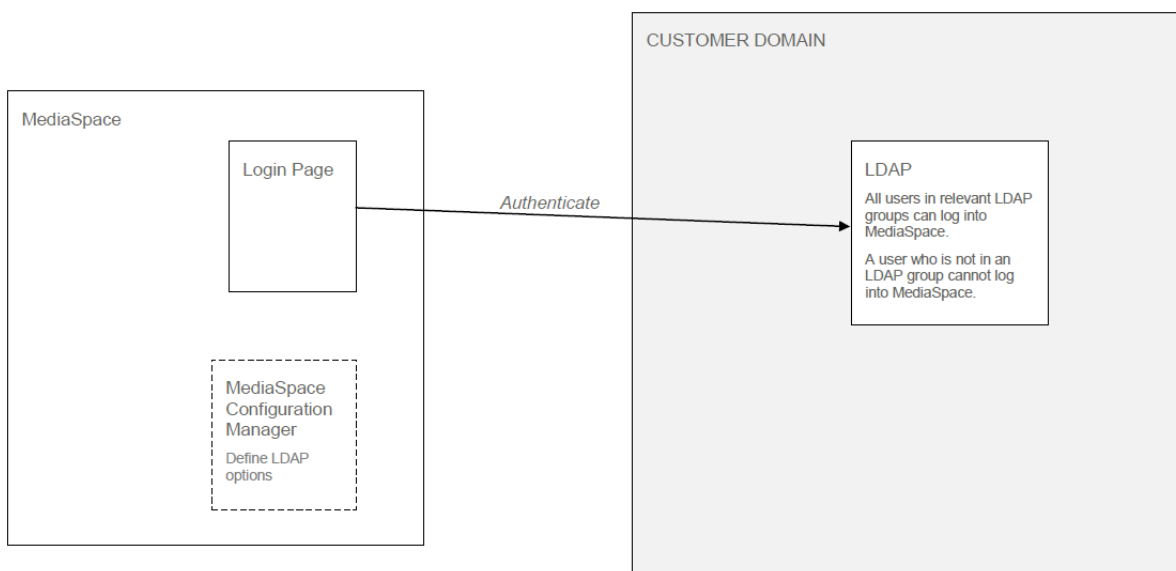 CUSTOMER DOMAIN
MediaSpace
Login Page
Authenticate
LDAP
All users in relevant LDAP
groups can log into
MediaSpace.
A user who is not in an
LDAP group cannot log
into MediaSpace.
MediaSpace
Configuration
Manager
Define LDAP
options